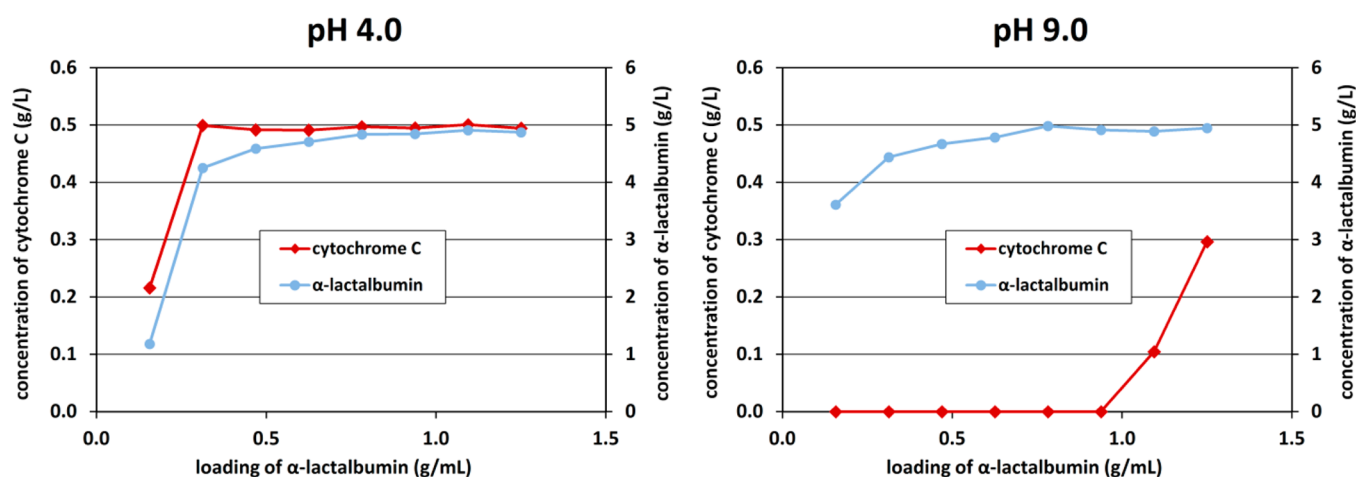 pH 4.0
concentration of cytochrome C (g/L)
0.6
0.5
0.4
0.3
0.2
0.1
0.0
6
5
4
3
2
1
0
concentration of α-lactalbumin (g/L)
cytochrome C
α-lactalbumin
0.0 0.5 1.0 1.5
loading of α-lactalbumin (g/mL)
pH 9.0
concentration of cytochrome C (g/L)
0.6
0.5
0.4
0.3
0.2
0.1
0.0
6
5
4
3
2
1
0
concentration of α-lactalbumin (g/L)
cytochrome C
α-lactalbumin
0.0 0.5 1.0 1.5
loading of α-lactalbumin (g/mL)